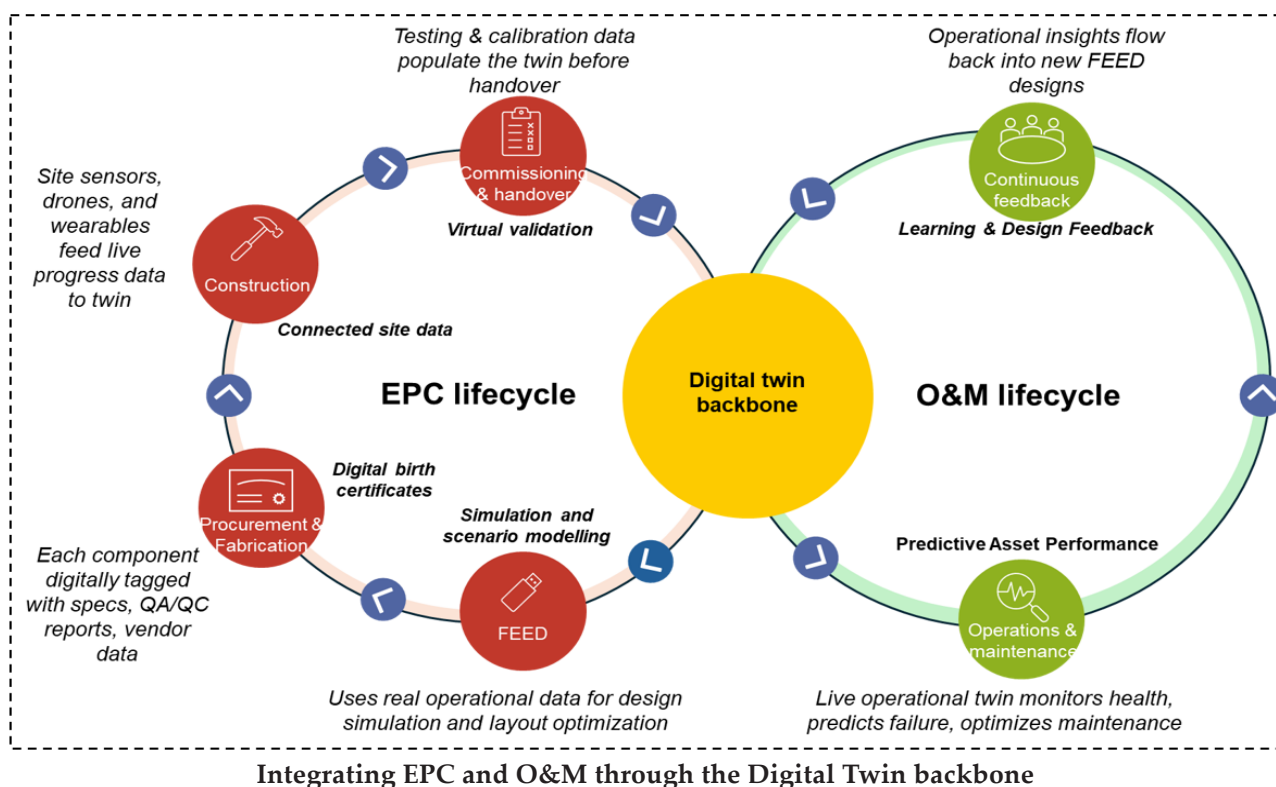 Testing & calibration data
populate the twin before
handover
Operational insights flow
back into new FEED
designs
Commissioning
& handover
Virtual validation
Continuous
feedback
Learning & Design Feedback
Site sensors,
drones, and
wearables
feed live
progress data
to twin
Construction
Connected site data
EPC lifecycle
Digital twin
backbone
O&M lifecycle
Digital birth
certificates
Procurement &
Fabrication
Simulation and
scenario modelling
Predictive Asset Performance
Each component
digitally tagged
with specs, QA/QC
reports, vendor
data
FEED
Operations &
maintenance
Uses real operational data for design
simulation and layout optimization
Live operational twin monitors health,
predicts failure, optimizes maintenance
Integrating EPC and O&M through the Digital Twin backbone